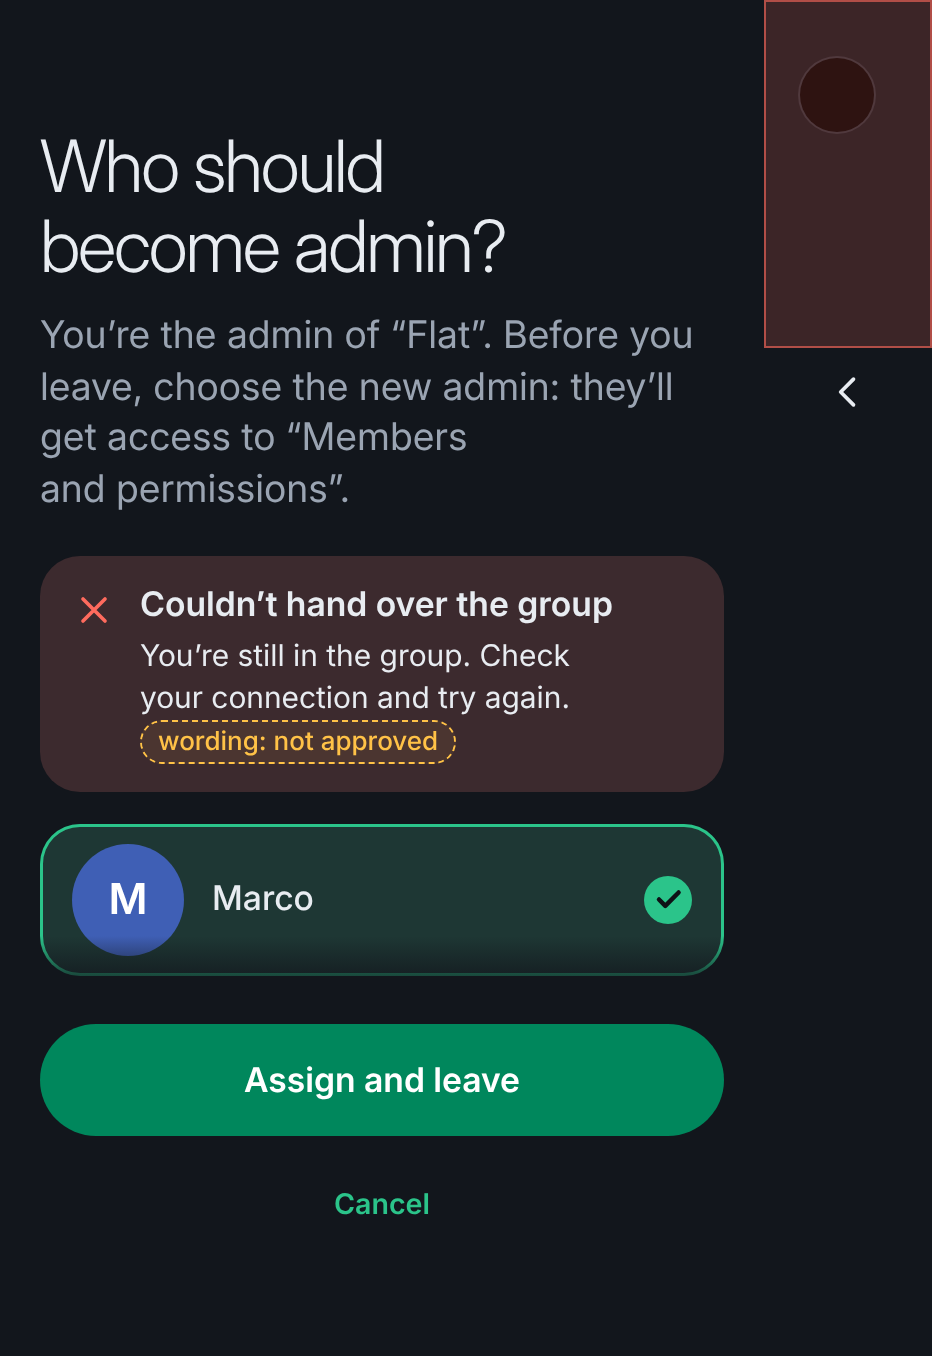 Who should
become admin?
You’re the admin of “Flat”. Before you
leave, choose the new admin: they’ll
get access to “Members
and permissions”.
Couldn’t hand over the group
You’re still in the group. Check
your connection and try again.
wording: not approved
M
Marco
Assign and leave
Cancel